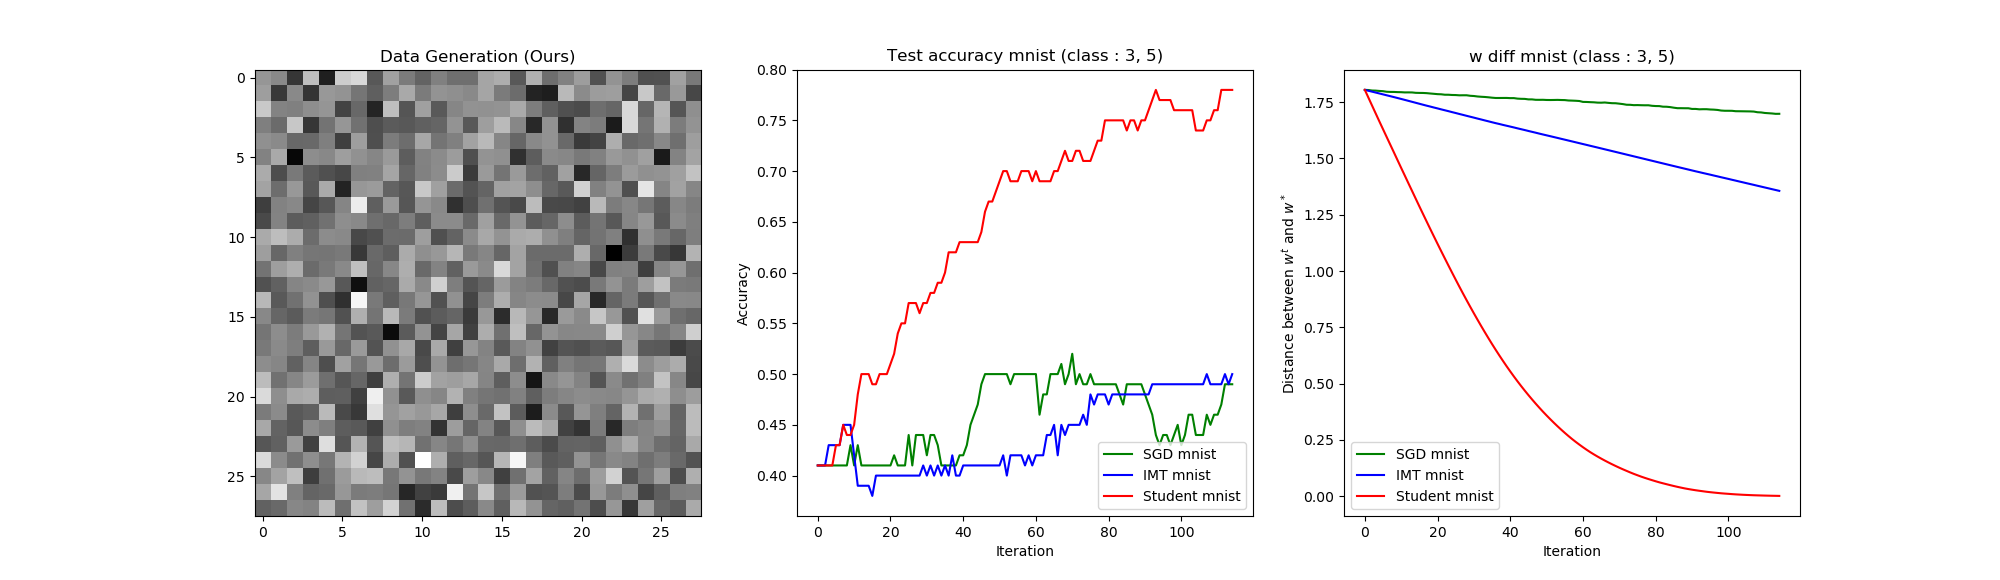 Data Generation (Ours)
0
5
10
15
20
25
0 5 10 15 20 25
Test accuracy mnist (class : 3, 5)
Accuracy
0.80
0.75
0.70
0.65
0.60
0.55
0.50
0.45
0.40
SGD mnist
IMT mnist
Student mnist
0 20 40 60 80 100
Iteration
w diff mnist (class : 3, 5)
Distance between w^t and w^*
1.75
1.50
1.25
1.00
0.75
0.50
0.25
0.00
SGD mnist
IMT mnist
Student mnist
0 20 40 60 80 100
Iteration